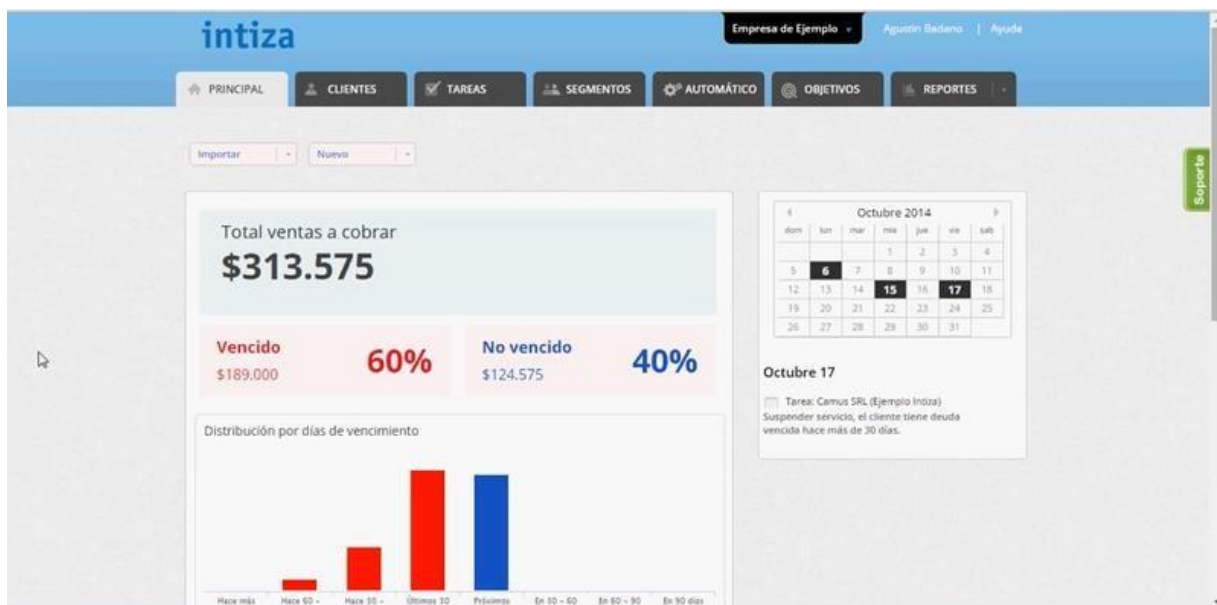 intiza
Empresa de Ejemplo
Agustin Badano | Ayuda
PRINCIPAL
CLIENTES
TAREAS
SEGMENTOS
AUTOMÁTICO
OBJETIVOS
REPORTES
Importar
Nuevo
Soporte
Total ventas a cobrar
$313.575
Vencido
60%
$189.000
No vencido
40%
$124.575
Distribución por días de vencimiento
Hace más
Hace 60 -
Hace 30 -
Últimos 30
Próximos
En 30 - 60
En 60 - 90
En 90 días
Octubre 2014
dom lun mar mie jue vie sab
1 2 3 4
5 6 7 8 9 10 11
12 13 14 15 16 17 18
19 20 21 22 23 24 25
26 27 28 29 30 31
Octubre 17
Tarea: Camus SRL (Ejemplo Intiza)
Suspender servicio, el cliente tiene deuda
vencida hace más de 30 días.